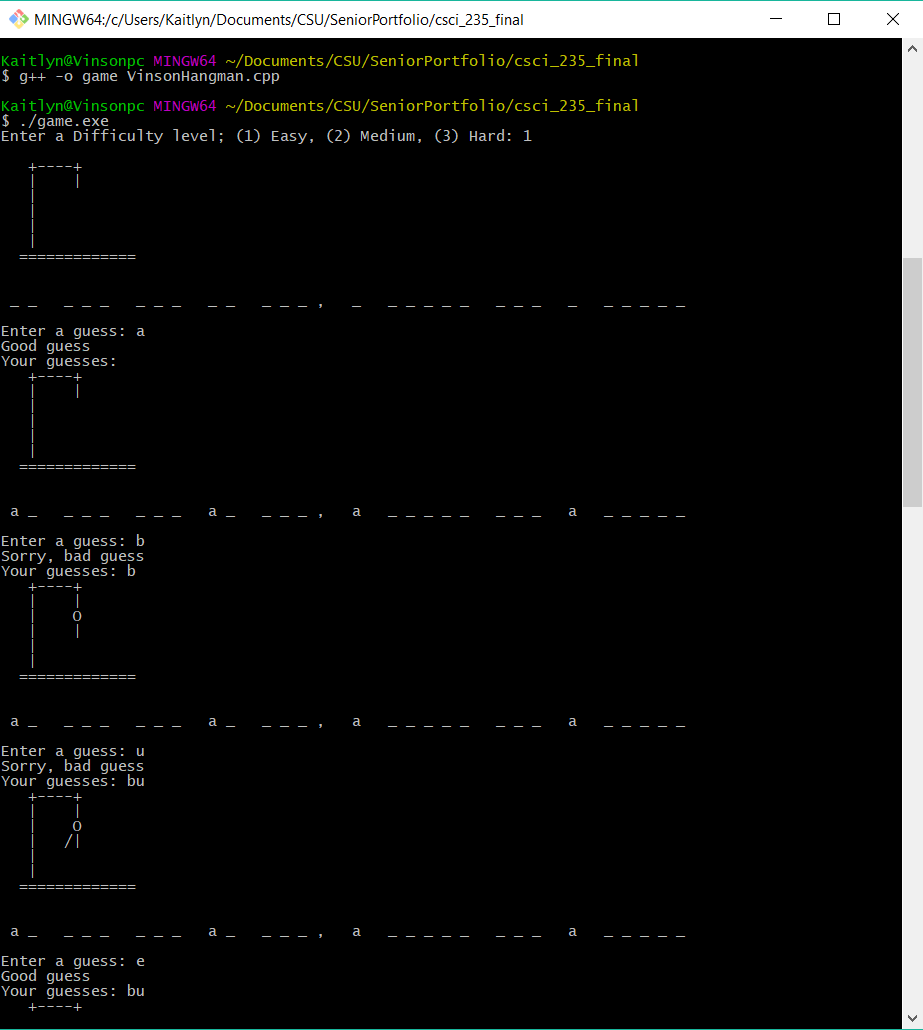 MINGW64:/c/Users/Kaitlyn/Documents/CSU/SeniorPortfolio/csci_235_final
Kaitlyn@Vinsonpc MINGW64 ~/Documents/CSU/SeniorPortfolio/csci_235_final
$ g++ -o game VinsonHangman.cpp
Kaitlyn@Vinsonpc MINGW64 ~/Documents/CSU/SeniorPortfolio/csci_235_final
$ ./game.exe
Enter a Difficulty level; (1) Easy, (2) Medium, (3) Hard: 1
   +----+
   |    |
   |
   |
   |
   |
  =============
 _ _   _ _ _   _ _ _   _ _   _ _ _ ,   _   _ _ _ _ _   _ _ _   _   _ _ _ _ _
Enter a guess: a
Good guess
Your guesses:
   +----+
   |    |
   |
   |
   |
   |
  =============
 a _   _ _ _   _ _ _   a _   _ _ _ ,   a   _ _ _ _ _   _ _ _   a   _ _ _ _ _
Enter a guess: b
Sorry, bad guess
Your guesses: b
   +----+
   |    |
   |    O
   |    |
   |
   |
  =============
 a _   _ _ _   _ _ _   a _   _ _ _ ,   a   _ _ _ _ _   _ _ _   a   _ _ _ _ _
Enter a guess: u
Sorry, bad guess
Your guesses: bu
   +----+
   |    |
   |    O
   |   /|
   |
   |
  =============
 a _   _ _ _   _ _ _   a _   _ _ _ ,   a   _ _ _ _ _   _ _ _   a   _ _ _ _ _
Enter a guess: e
Good guess
Your guesses: bu
   +----+